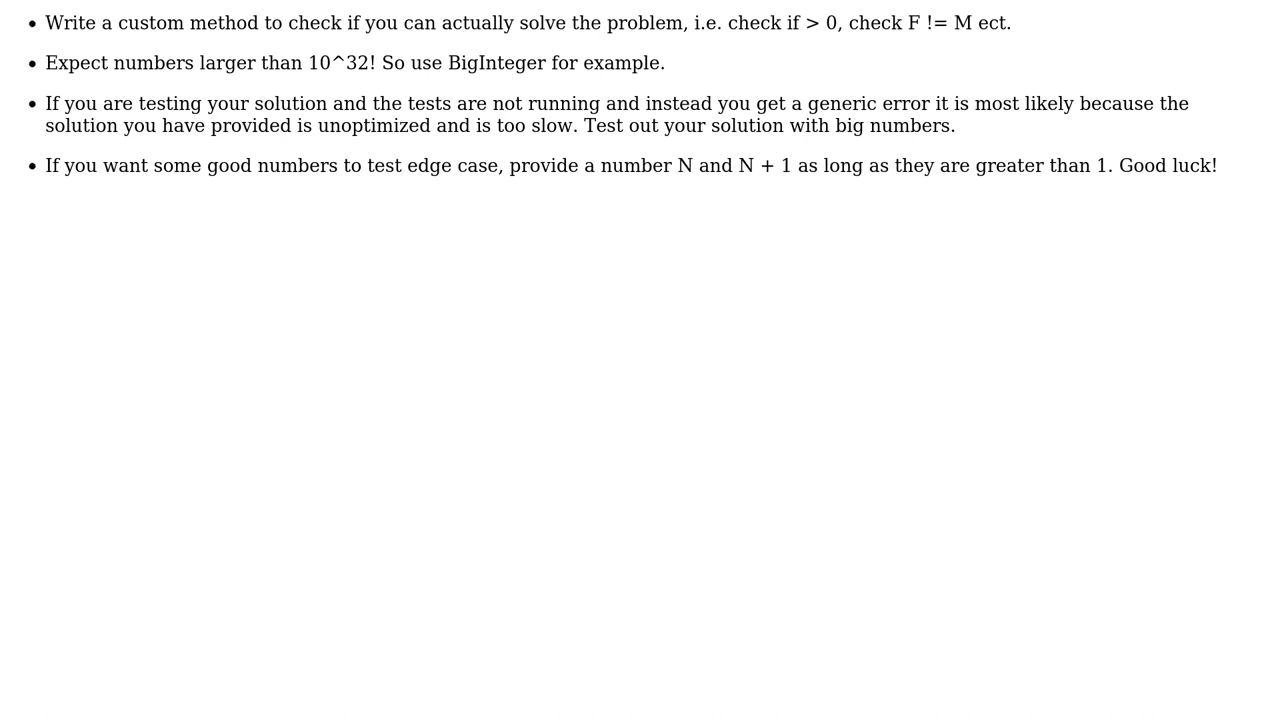 • Write a custom method to check if you can actually solve the problem, i.e. check if > 0, check F != M ect.
• Expect numbers larger than 10^32! So use BigInteger for example.
• If you are testing your solution and the tests are not running and instead you get a generic error it is most likely because the
solution you have provided is unoptimized and is too slow. Test out your solution with big numbers.
• If you want some good numbers to test edge case, provide a number N and N + 1 as long as they are greater than 1. Good luck!